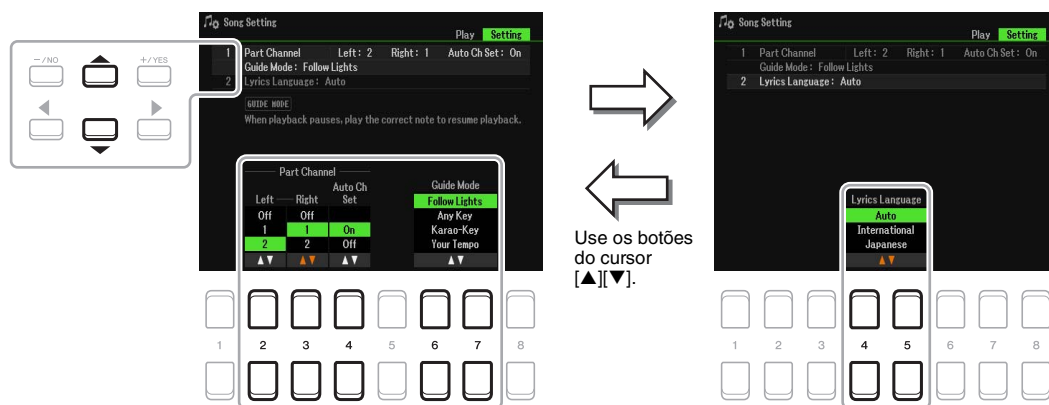 Song Setting
Play Setting
1 Part Channel Left: 2 Right: 1 Auto Ch Set: On
Guide Mode: Follow Lights
2 Lyrics Language: Auto
GUIDE MODE
When playback pauses, play the correct note to resume playback.
Part Channel
Left Right Auto Ch Set
Off Off
1 1 On
2 2 Off
▲▼ ▲▼ ▲▼
Guide Mode
Follow Lights
Any Key
Karao-Key
Your Tempo
▲▼
-/NO +/YES
1 2 3 4 5 6 7 8
Use os botões
do cursor
[▲][▼].
Song Setting
Play Setting
1 Part Channel Left: 2 Right: 1 Auto Ch Set: On
Guide Mode: Follow Lights
2 Lyrics Language: Auto
Lyrics Language
Auto
International
Japanese
▲▼
1 2 3 4 5 6 7 8